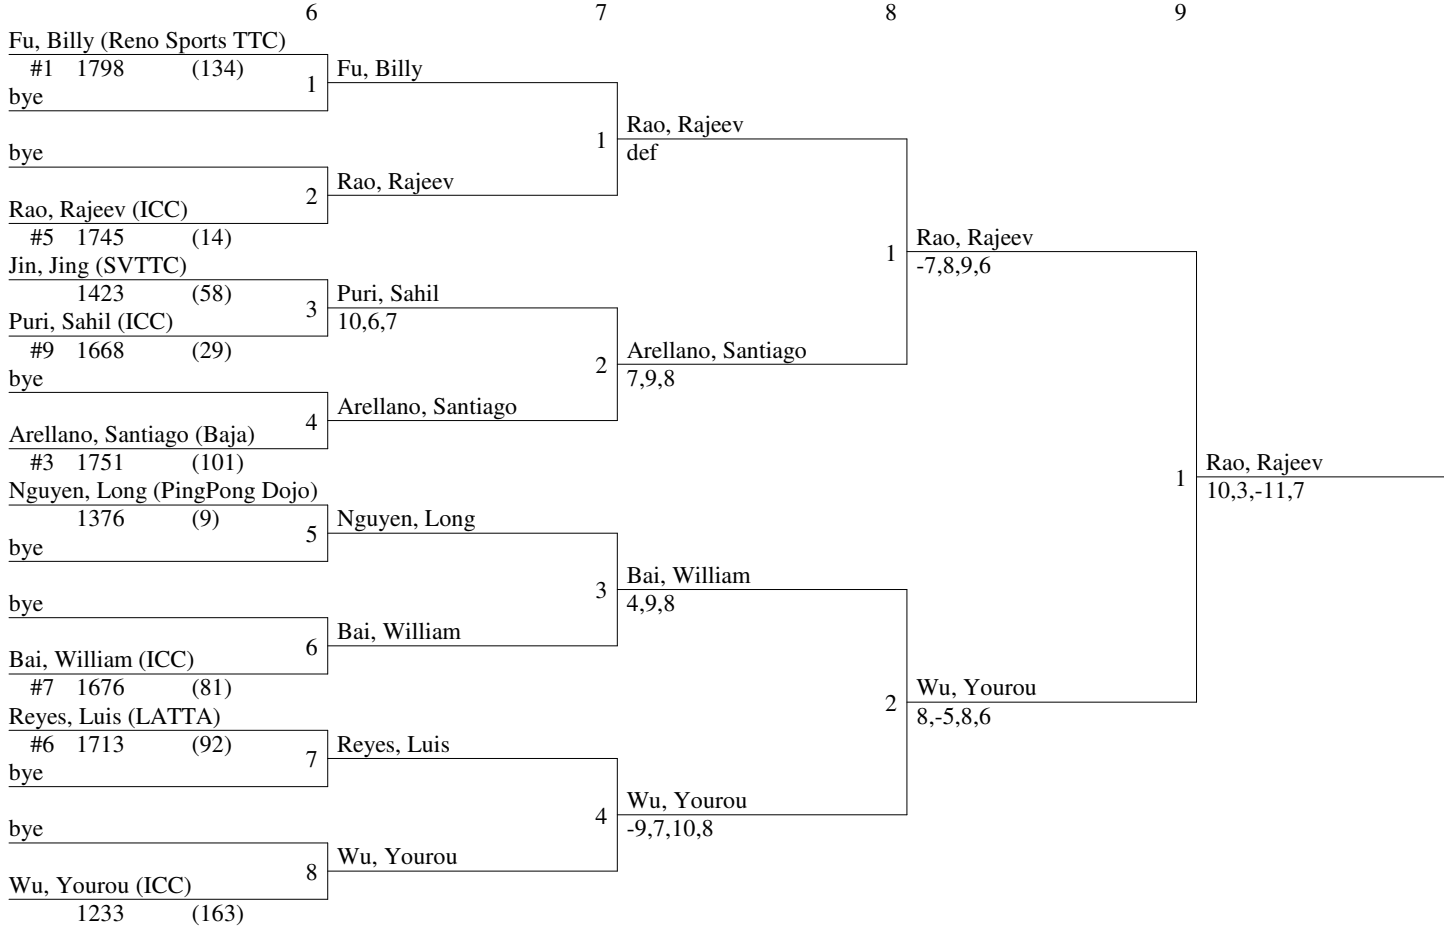 6 7 8 9
Fu, Billy (Reno Sports TTC)
#1 1798 (134)
bye
1
Fu, Billy
bye
2
Rao, Rajeev
Rao, Rajeev (ICC)
#5 1745 (14)
1
Rao, Rajeev
def
Jin, Jing (SVTTC)
1423 (58)
3
Puri, Sahil
10,6,7
Puri, Sahil (ICC)
#9 1668 (29)
bye
4
Arellano, Santiago
Arellano, Santiago (Baja)
#3 1751 (101)
2
Arellano, Santiago
7,9,8
1
Rao, Rajeev
-7,8,9,6
Nguyen, Long (PingPong Dojo)
1376 (9)
5
Nguyen, Long
bye
bye
6
Bai, William
Bai, William (ICC)
#7 1676 (81)
3
Bai, William
4,9,8
Reyes, Luis (LATTA)
#6 1713 (92)
7
Reyes, Luis
bye
bye
8
Wu, Yourou
Wu, Yourou (ICC)
1233 (163)
4
Wu, Yourou
-9,7,10,8
2
Wu, Yourou
8,-5,8,6
1
Rao, Rajeev
10,3,-11,7